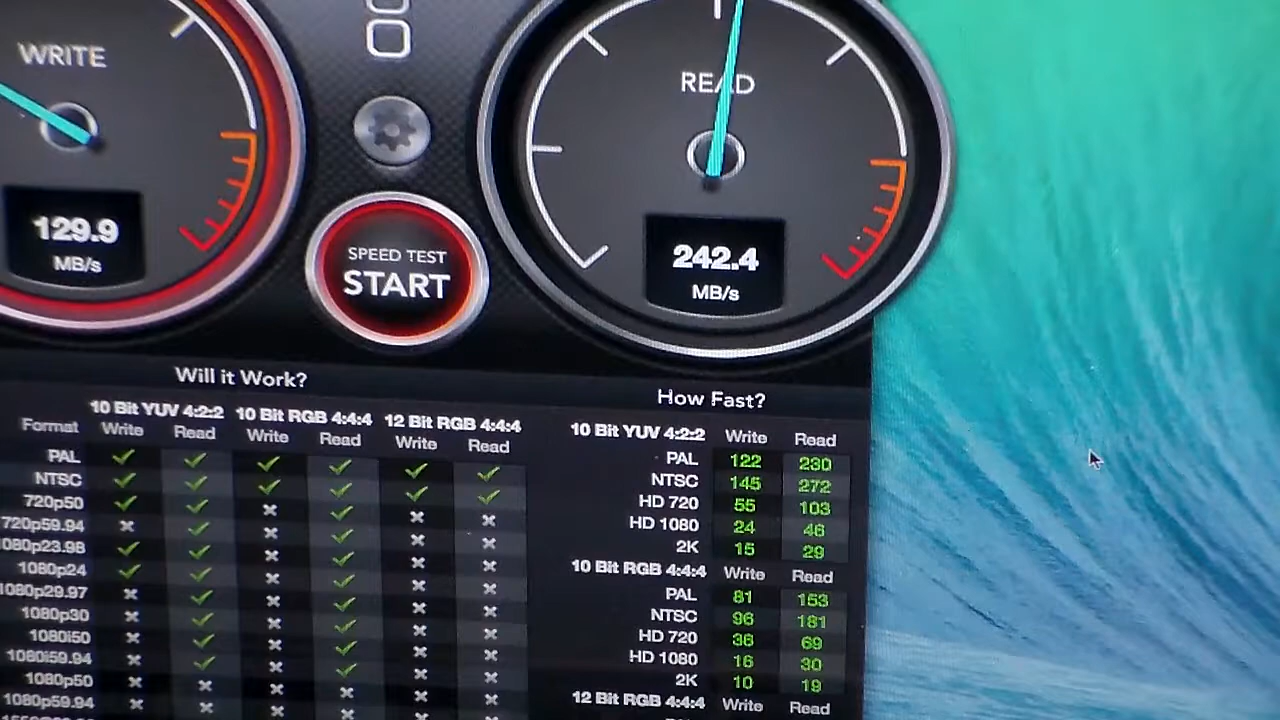 WRITE
READ
129.9
MB/s
242.4
MB/s
SPEED TEST
START
Will it Work?
How Fast?
10 Bit YUV 4:2:2 10 Bit RGB 4:4:4 12 Bit RGB 4:4:4
Format Write Read Write Read Write Read
PAL
NTSC
720p50
720p59.94
1080p23.98
1080p24
1080p29.97
1080p30
1080i50
1080i59.94
1080p50
1080p59.94
10 Bit YUV 4:2:2 Write Read
PAL 122 230
NTSC 145 272
HD 720 55 103
HD 1080 24 46
2K 15 29
10 Bit RGB 4:4:4 Write Read
PAL 81 153
NTSC 96 181
HD 720 36 69
HD 1080 16 30
2K 10 19
12 Bit RGB 4:4:4 Write Read